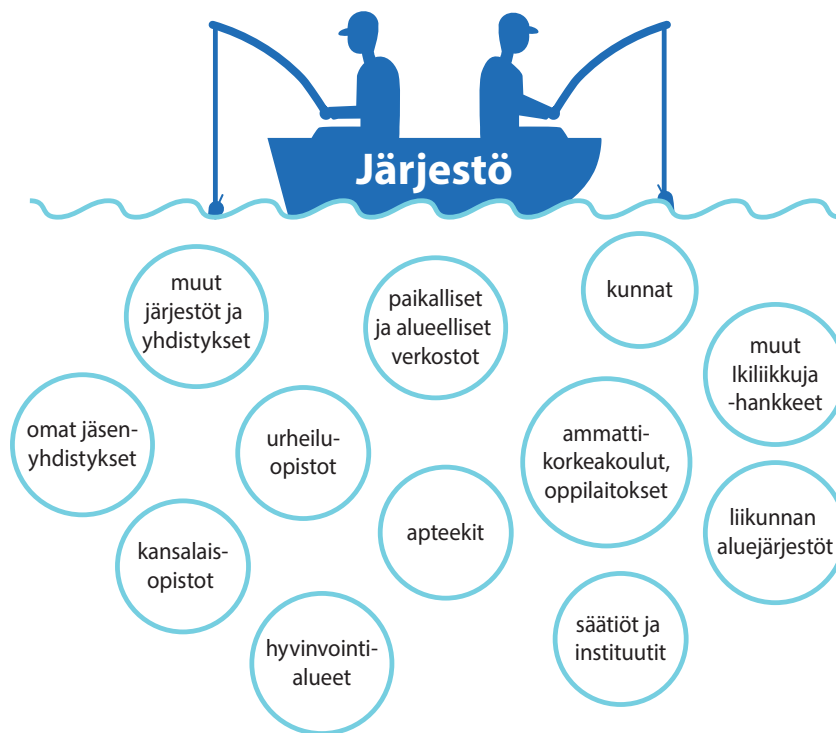 Järjestö
muut
järjestöt ja
yhdistykset
paikalliset
ja alueelliset
verkostot
kunnat
muut
Ikiliikkuja
-hankkeet
omat jäsen-
yhdistykset
urheilu-
opistot
ammatti-
korkeakoulut,
oppilaitokset
apteekit
liikunnan
aluejärjestöt
kansalais-
opistot
hyvinvointi-
alueet
säätiöt ja
instituutit